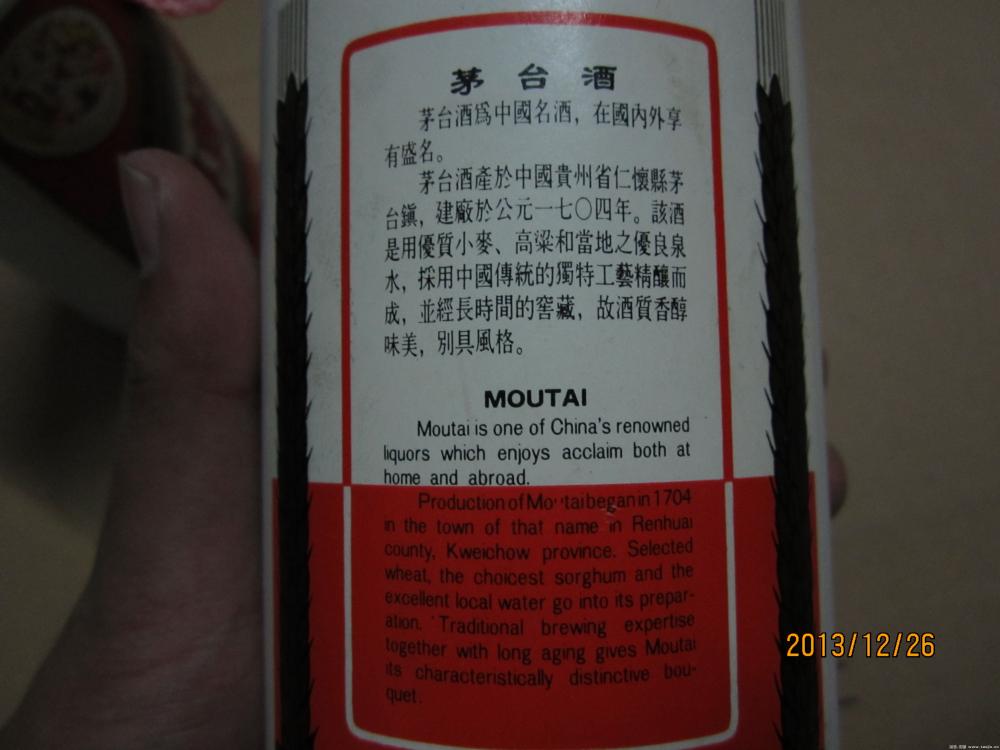 茅台酒
茅台酒爲中國名酒，在國內外享
有盛名。
茅台酒產於中國貴州省仁懷縣茅
台鎭，建廠於公元一七〇四年。該酒
是用優質小麥、高粱和當地之優良泉
水，採用中國傳統的獨特工藝精釀而
成，並經長時間的窖藏，故酒質香醇
味美，別具風格。
MOUTAI
Moutai is one of China's renowned
liquors which enjoys acclaim both at
home and abroad.
Production of Moutai began in 1704
in the town of that name in Renhuai
county, Kweichow province. Selected
wheat, the choicest sorghum and the
excellent local water go into its prepar-
ation. Traditional brewing expertise
together with long aging gives Moutai
its characteristically distinctive bou-
quet.
2013/12/26